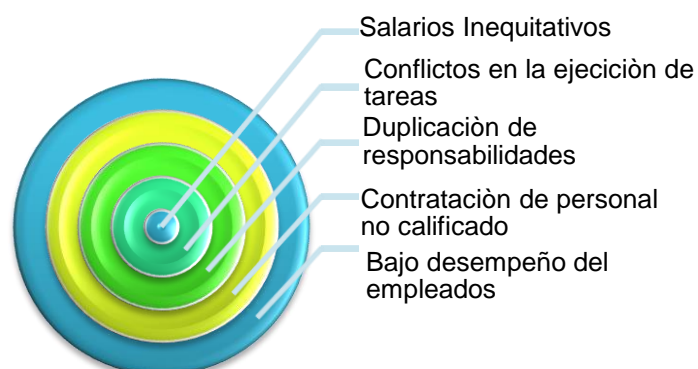 Salarios Inequitativos
Conflictos en la ejeciciòn de
tareas
Duplicaciòn de
responsabilidades
Contrataciòn de personal
no calificado
Bajo desempeño del
empleados